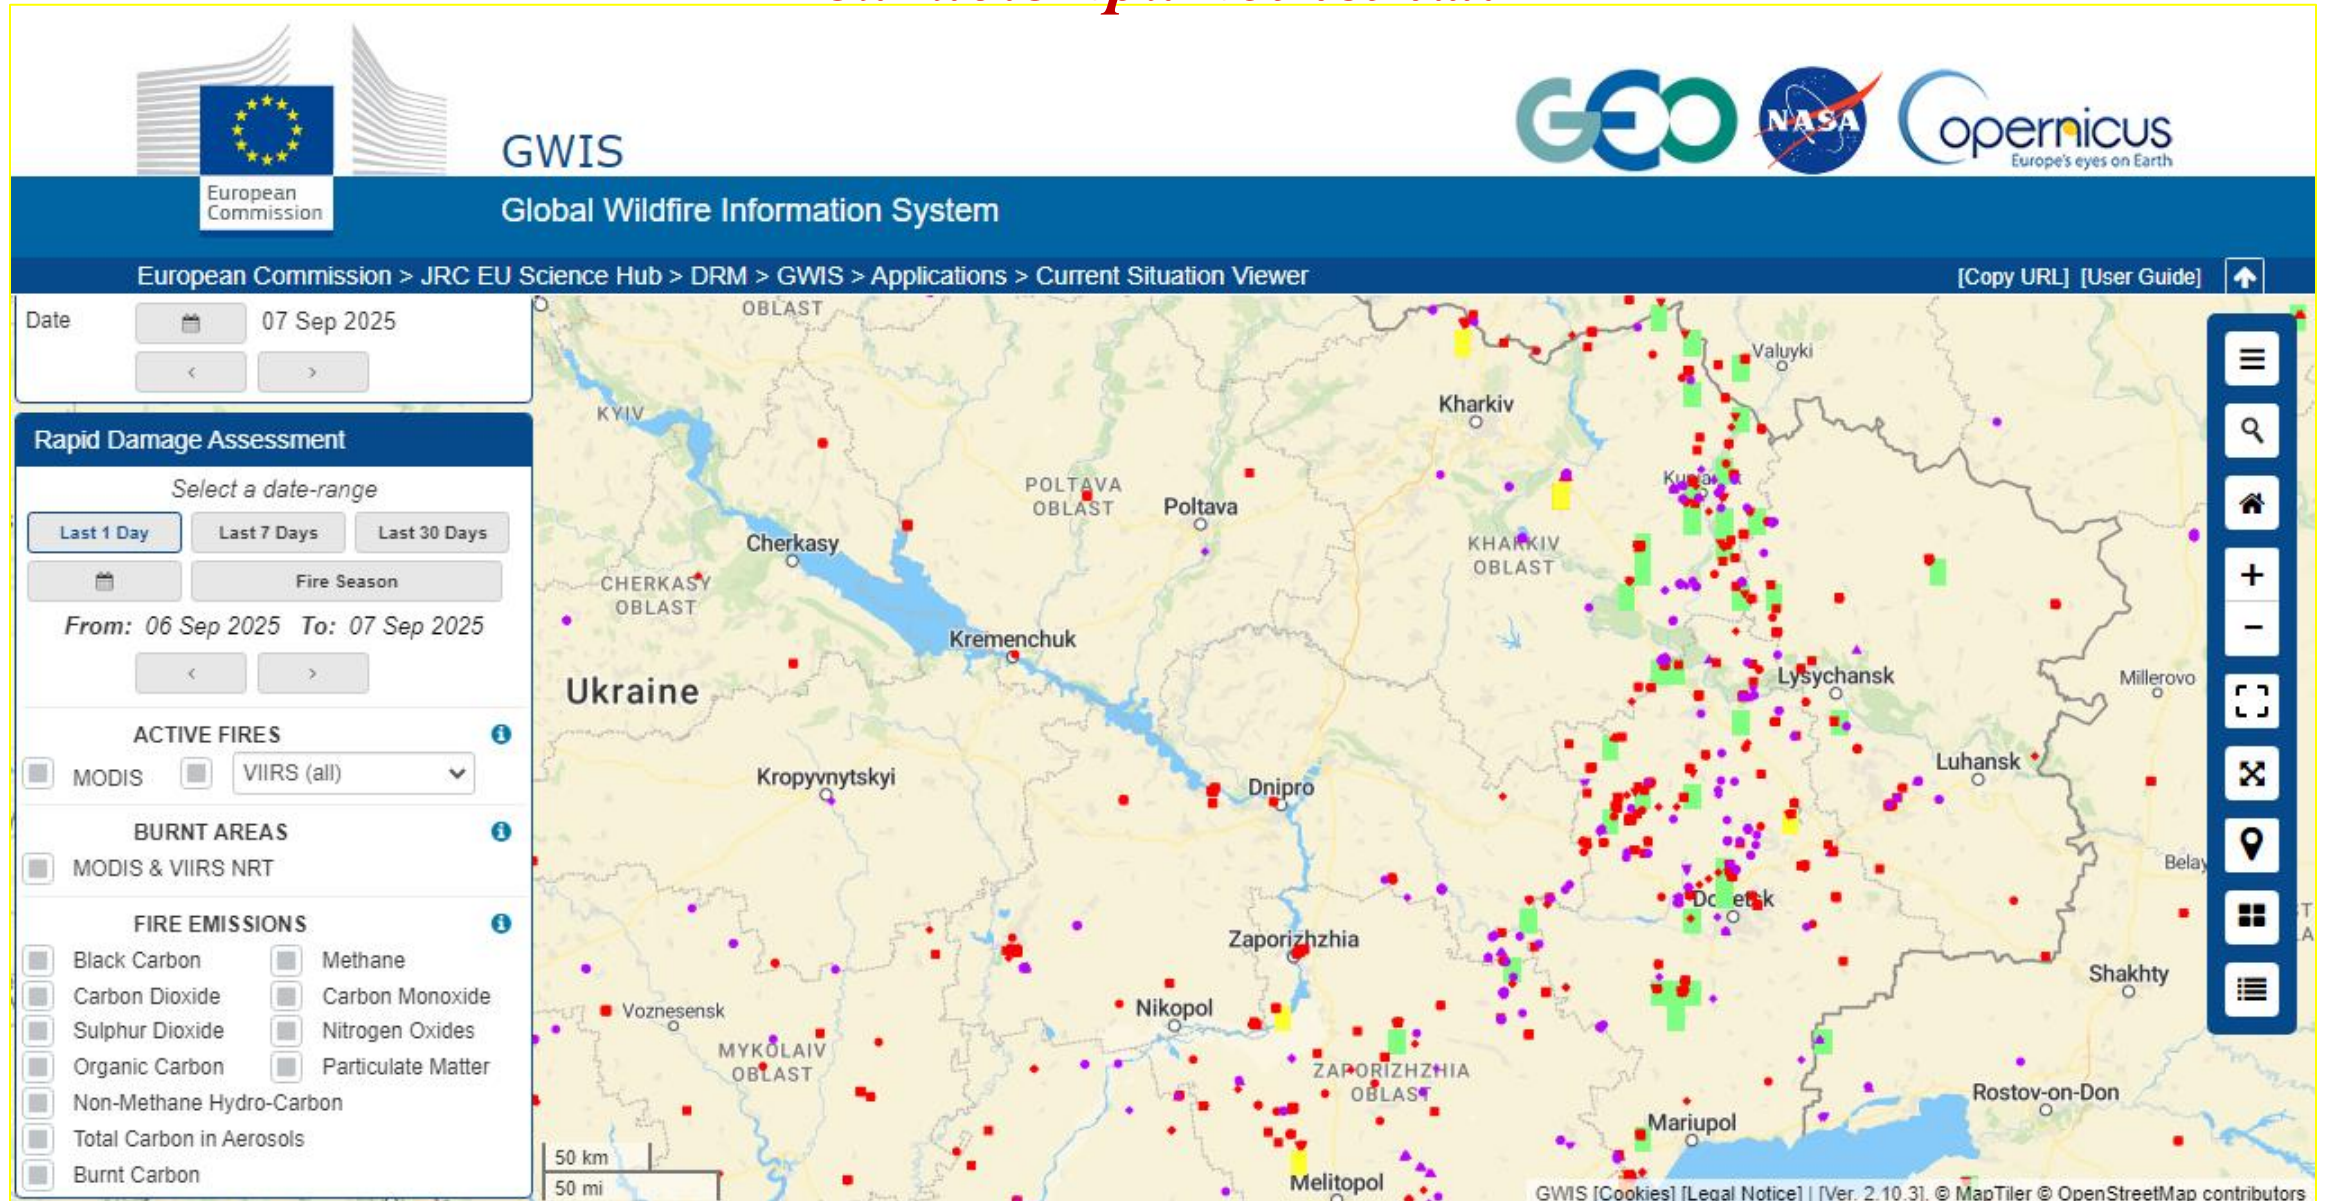 European
Commission
GWIS
GEO
NASA
Copernicus
Europe's eyes on Earth
Global Wildfire Information System
European Commission > JRC EU Science Hub > DRM > GWIS > Applications > Current Situation Viewer
[Copy URL] [User Guide]
Date
07 Sep 2025
<
>
Rapid Damage Assessment
Select a date-range
Last 1 Day
Last 7 Days
Last 30 Days
Fire Season
From: 06 Sep 2025 To: 07 Sep 2025
<
>
ACTIVE FIRES
MODIS
VIIRS (all)
BURNT AREAS
MODIS & VIIRS NRT
FIRE EMISSIONS
Black Carbon
Methane
Carbon Dioxide
Carbon Monoxide
Sulphur Dioxide
Nitrogen Oxides
Organic Carbon
Particulate Matter
Non-Methane Hydro-Carbon
Total Carbon in Aerosols
Burnt Carbon
OBLAST
KYIV
Valuyki
Kharkiv
POLTAVA
OBLAST
Poltava
Cherkasy
KHARKIV
OBLAST
CHERKASY
OBLAST
Kremenchuk
Ukraine
Lysychansk
Millerovo
Luhansk
Kropyvnytskyi
Dnipro
Belay
Donetsk
Zaporizhzhia
Shakhty
Voznesensk
Nikopol
MYKOLAIV
OBLAST
ZAPORIZHZHIA
OBLAST
Rostov-on-Don
Mariupol
50 km
50 mi
Melitopol
GWIS [Cookies] [Legal Notice] | [Ver. 2.10.3], © MapTiler © OpenStreetMap contributors